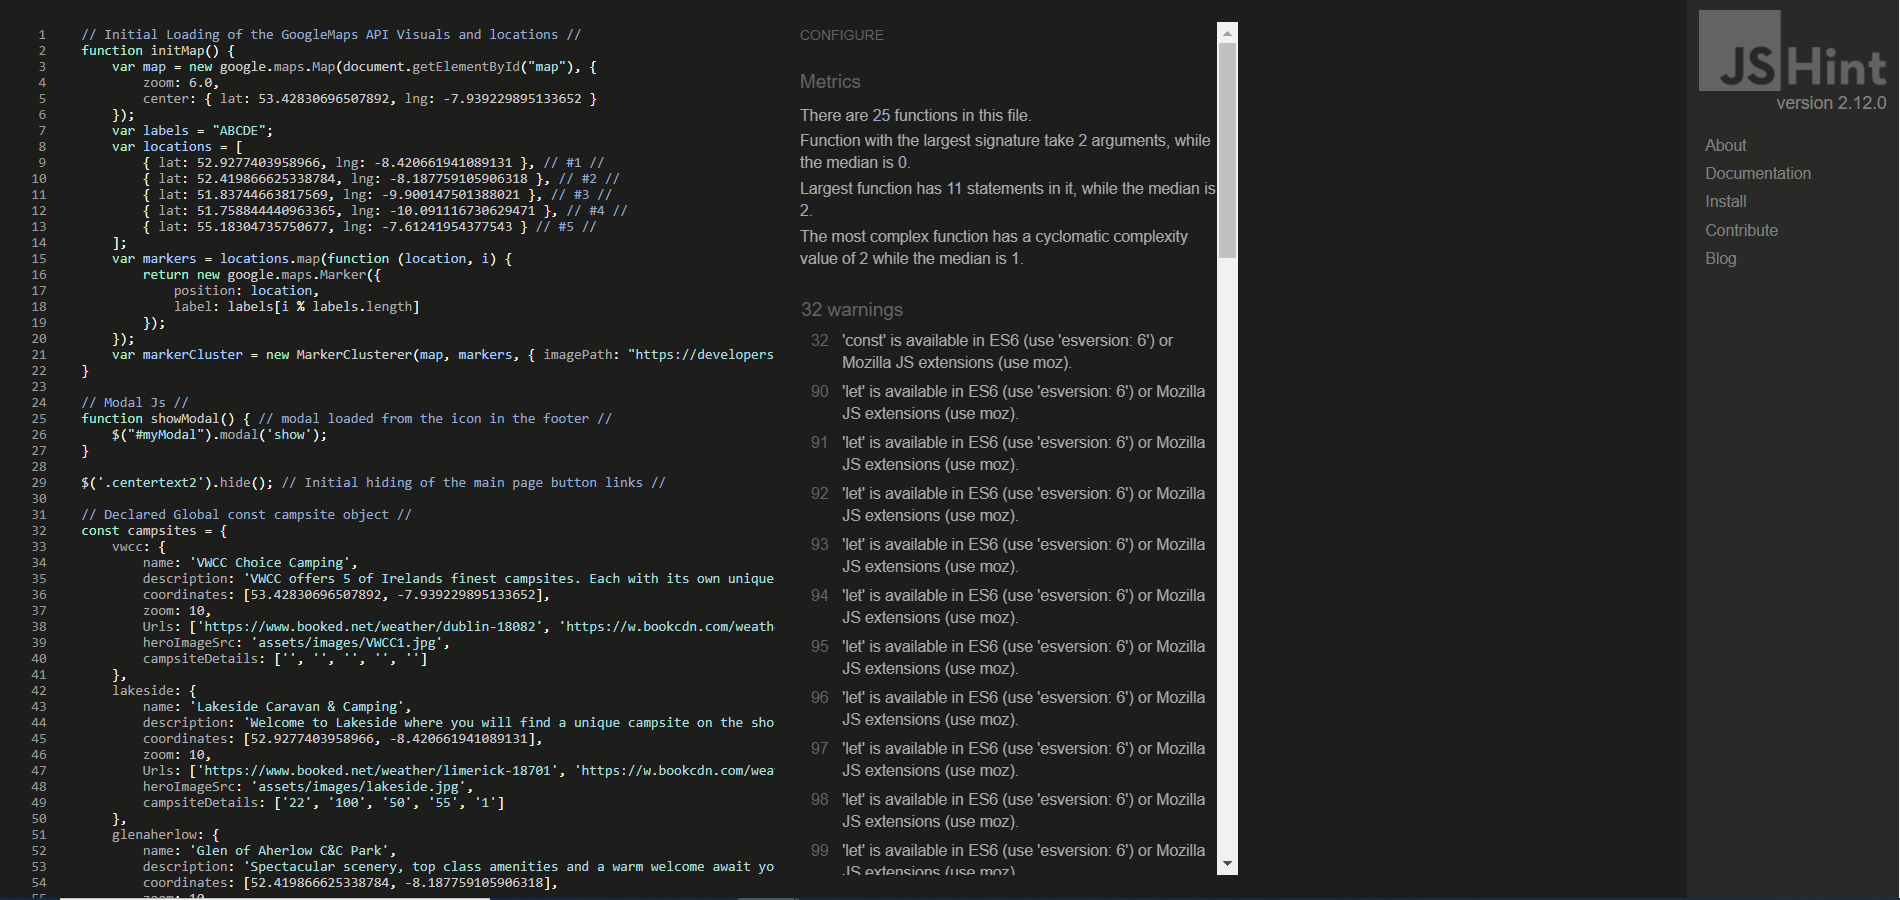 1 // Initial Loading of the GoogleMaps API Visuals and locations //
2 function initMap() {
3 var map = new google.maps.Map(document.getElementById("map"), {
4 zoom: 6.0,
5 center: { lat: 53.42830696507892, lng: -7.939229895133652 }
6 });
7 var labels = "ABCDE";
8 var locations = [
9 { lat: 52.9277403958966, lng: -8.420661941089131 }, // #1 //
10 { lat: 52.419866625338784, lng: -8.187759105906318 }, // #2 //
11 { lat: 51.83744663817569, lng: -9.900147501388021 }, // #3 //
12 { lat: 51.758844440963365, lng: -10.091116730629471 }, // #4 //
13 { lat: 55.18304735750677, lng: -7.61241954377543 } // #5 //
14 ];
15 var markers = locations.map(function (location, i) {
16 return new google.maps.Marker({
17 position: location,
18 label: labels[i % labels.length]
19 });
20 });
21 var markerCluster = new MarkerClusterer(map, markers, { imagePath: "https://developers
22 }
23
24 // Modal Js //
25 function showModal() { // modal loaded from the icon in the footer //
26 $("#myModal").modal('show');
27 }
28
29 $('.centertext2').hide(); // Initial hiding of the main page button links //
30
31 // Declared Global const campsite object //
32 const campsites = {
33 vwcc: {
34 name: 'VWCC Choice Camping',
35 description: 'VWCC offers 5 of Irelands finest campsites. Each with its own unique
36 coordinates: [53.42830696507892, -7.939229895133652],
37 zoom: 10,
38 Urls: ['https://www.booked.net/weather/dublin-18082', 'https://w.bookcdn.com/weath
39 heroImageSrc: 'assets/images/VWCC1.jpg',
40 campsiteDetails: ['', '', '', '', '']
41 },
42 lakeside: {
43 name: 'Lakeside Caravan & Camping',
44 description: 'Welcome to Lakeside where you will find a unique campsite on the sho
45 coordinates: [52.9277403958966, -8.420661941089131],
46 zoom: 10,
47 Urls: ['https://www.booked.net/weather/limerick-18701', 'https://w.bookcdn.com/wea
48 heroImageSrc: 'assets/images/lakeside.jpg',
49 campsiteDetails: ['22', '100', '50', '55', '1']
50 },
51 glenaherlow: {
52 name: 'Glen of Aherlow C&C Park',
53 description: 'Spectacular scenery, top class amenities and a warm welcome await yo
54 coordinates: [52.419866625338784, -8.187759105906318],
55 zoom: 10
CONFIGURE
Metrics
There are 25 functions in this file.
Function with the largest signature take 2 arguments, while
the median is 0.
Largest function has 11 statements in it, while the median is
2.
The most complex function has a cyclomatic complexity
value of 2 while the median is 1.
32 warnings
32 'const' is available in ES6 (use 'esversion: 6') or
Mozilla JS extensions (use moz).
90 'let' is available in ES6 (use 'esversion: 6') or Mozilla
JS extensions (use moz).
91 'let' is available in ES6 (use 'esversion: 6') or Mozilla
JS extensions (use moz).
92 'let' is available in ES6 (use 'esversion: 6') or Mozilla
JS extensions (use moz).
93 'let' is available in ES6 (use 'esversion: 6') or Mozilla
JS extensions (use moz).
94 'let' is available in ES6 (use 'esversion: 6') or Mozilla
JS extensions (use moz).
95 'let' is available in ES6 (use 'esversion: 6') or Mozilla
JS extensions (use moz).
96 'let' is available in ES6 (use 'esversion: 6') or Mozilla
JS extensions (use moz).
97 'let' is available in ES6 (use 'esversion: 6') or Mozilla
JS extensions (use moz).
98 'let' is available in ES6 (use 'esversion: 6') or Mozilla
JS extensions (use moz).
99 'let' is available in ES6 (use 'esversion: 6') or Mozilla
JS extensions (use moz)
JSHint
version 2.12.0
About
Documentation
Install
Contribute
Blog